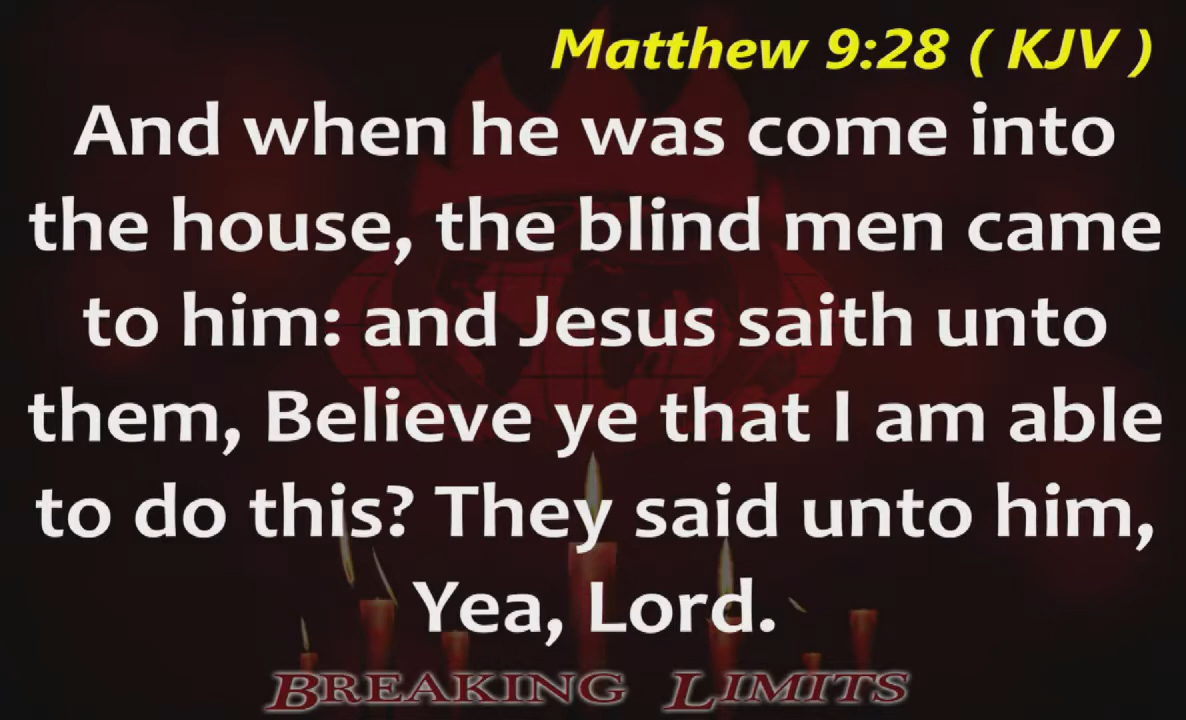 Matthew 9:28 ( KJV )
And when he was come into
the house, the blind men came
to him: and Jesus saith unto
them, Believe ye that I am able
to do this? They said unto him,
Yea, Lord.
BREAKING LIMITS